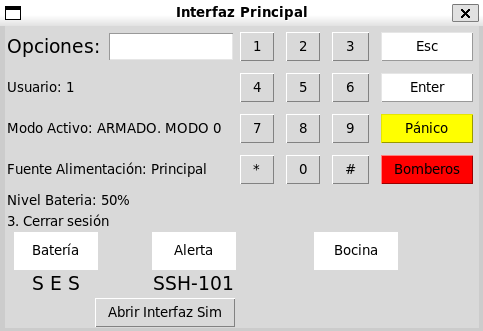 Interfaz Principal
Opciones: 1 2 3 Esc
Usuario: 1 4 5 6 Enter
Modo Activo: ARMADO. MODO 0 7 8 9 Pánico
Fuente Alimentación: Principal * 0 # Bomberos
Nivel Bateria: 50%
3. Cerrar sesión
Batería Alerta Bocina
S E S SSH-101
Abrir Interfaz Sim